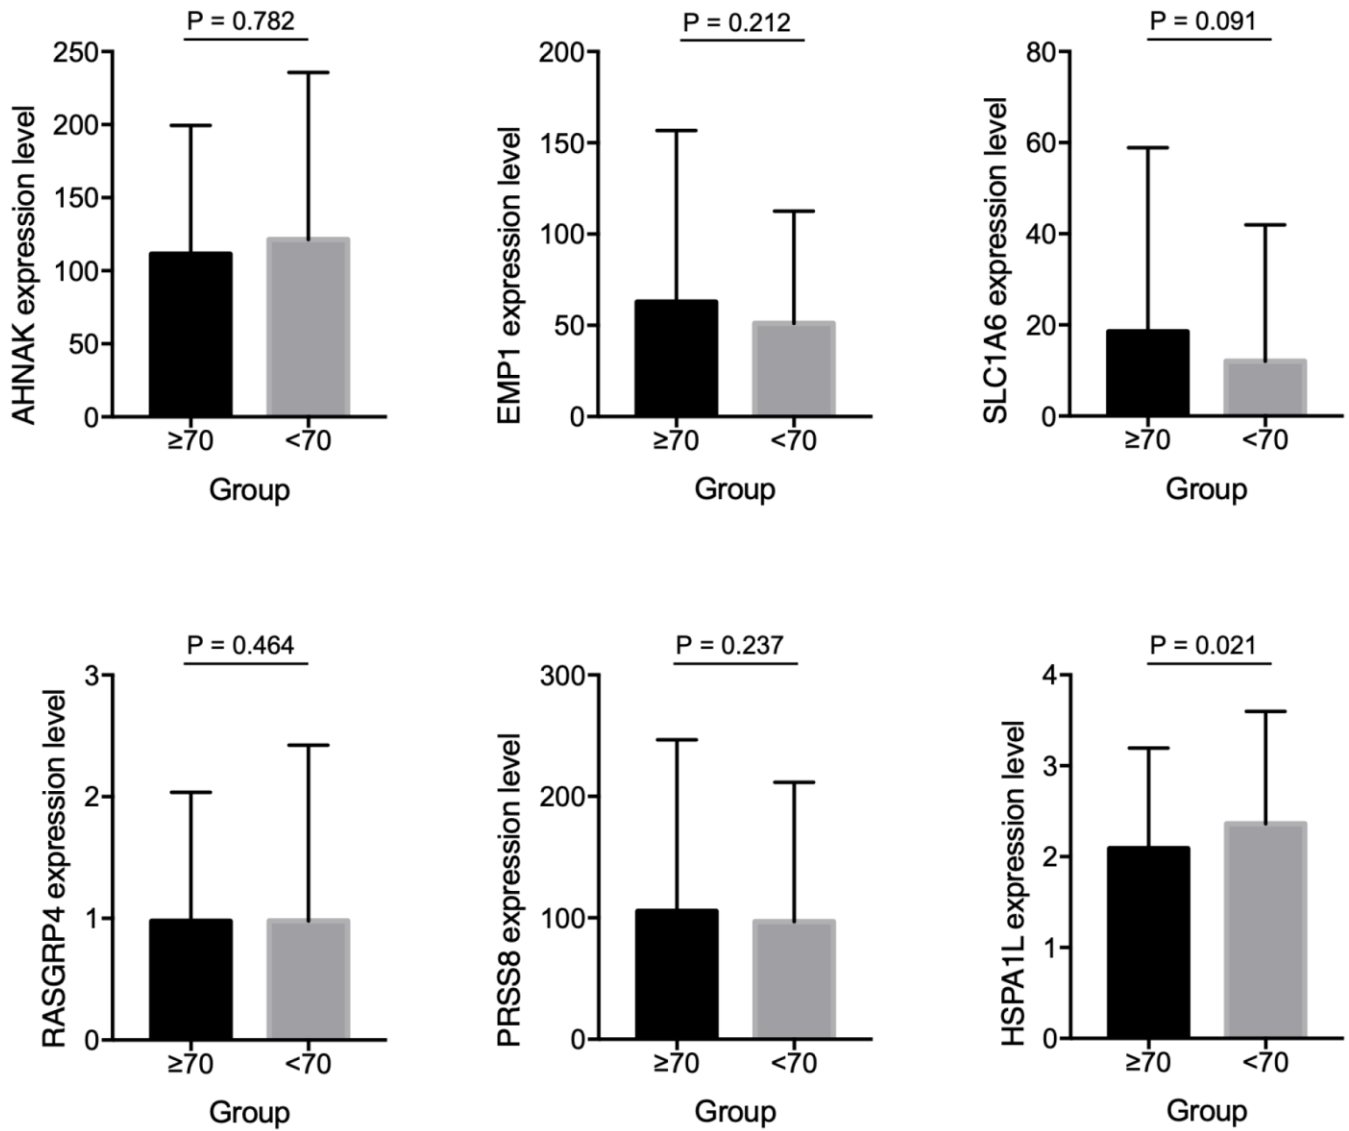 P = 0.782
AHNAK expression level
250
200
150
100
50
0
≥70
<70
Group
P = 0.212
EMP1 expression level
200
150
100
50
0
≥70
<70
Group
P = 0.091
SLC1A6 expression level
80
60
40
20
0
≥70
<70
Group
P = 0.464
RASGRP4 expression level
3
2
1
0
≥70
<70
Group
P = 0.237
PRSS8 expression level
300
200
100
0
≥70
<70
Group
P = 0.021
HSPA1L expression level
4
3
2
1
0
≥70
<70
Group